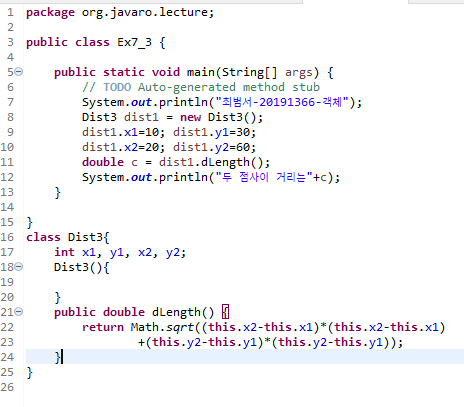 1 package org.javaro.lecture;
2
3 public class Ex7_3 {
4
5     public static void main(String[] args) {
6         // TODO Auto-generated method stub
7         System.out.println("최범서-20191366-객체");
8         Dist3 dist1 = new Dist3();
9         dist1.x1=10; dist1.y1=30;
10         dist1.x2=20; dist1.y2=60;
11         double c = dist1.dLength();
12         System.out.println("두 점사이 거리는"+c);
13     }
14
15 }
16 class Dist3{
17     int x1, y1, x2, y2;
18     Dist3(){
19
20     }
21     public double dLength() {
22         return Math.sqrt((this.x2-this.x1)*(this.x2-this.x1)
23                 +(this.y2-this.y1)*(this.y2-this.y1));
24     }
25 }
26